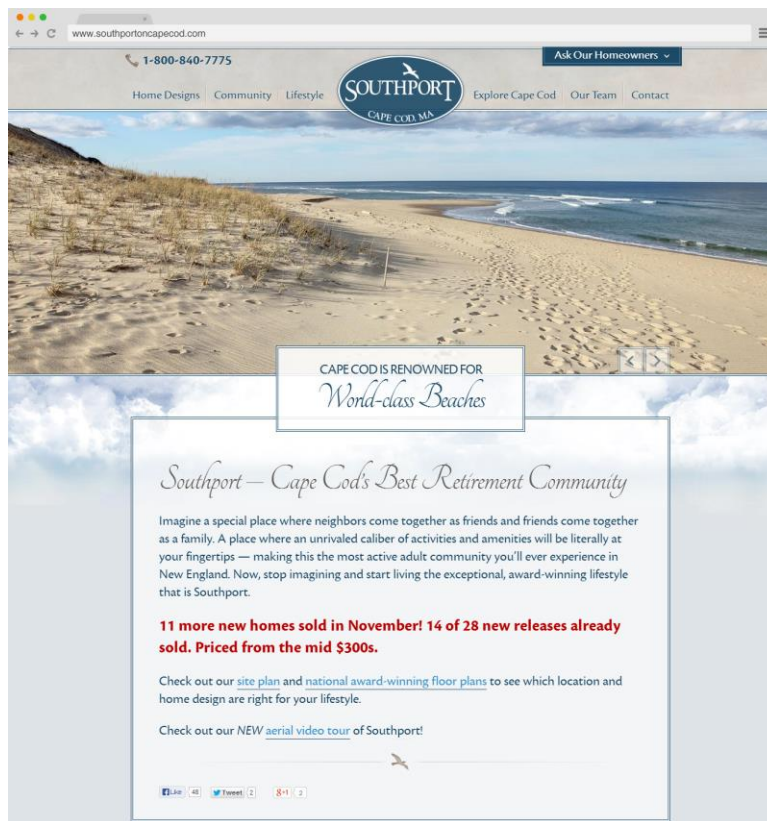 www.southportoncapecod.com
1-800-840-7775
Ask Our Homeowners
Home Designs
Community
Lifestyle
SOUTHPORT
CAPE COD, MA
Explore Cape Cod
Our Team
Contact
CAPE COD IS RENOWNED FOR
World-class Beaches
Southport — Cape Cod's Best Retirement Community
Imagine a special place where neighbors come together as friends and friends come together
as a family. A place where an unrivaled caliber of activities and amenities will be literally at
your fingertips — making this the most active adult community you'll ever experience in
New England. Now, stop imagining and start living the exceptional, award-winning lifestyle
that is Southport.
11 more new homes sold in November! 14 of 28 new releases already
sold. Priced from the mid $300s.
Check out our site plan and national award-winning floor plans to see which location and
home design are right for your lifestyle.
Check out our NEW aerial video tour of Southport!
Like 48 Tweet 2 g+1 2